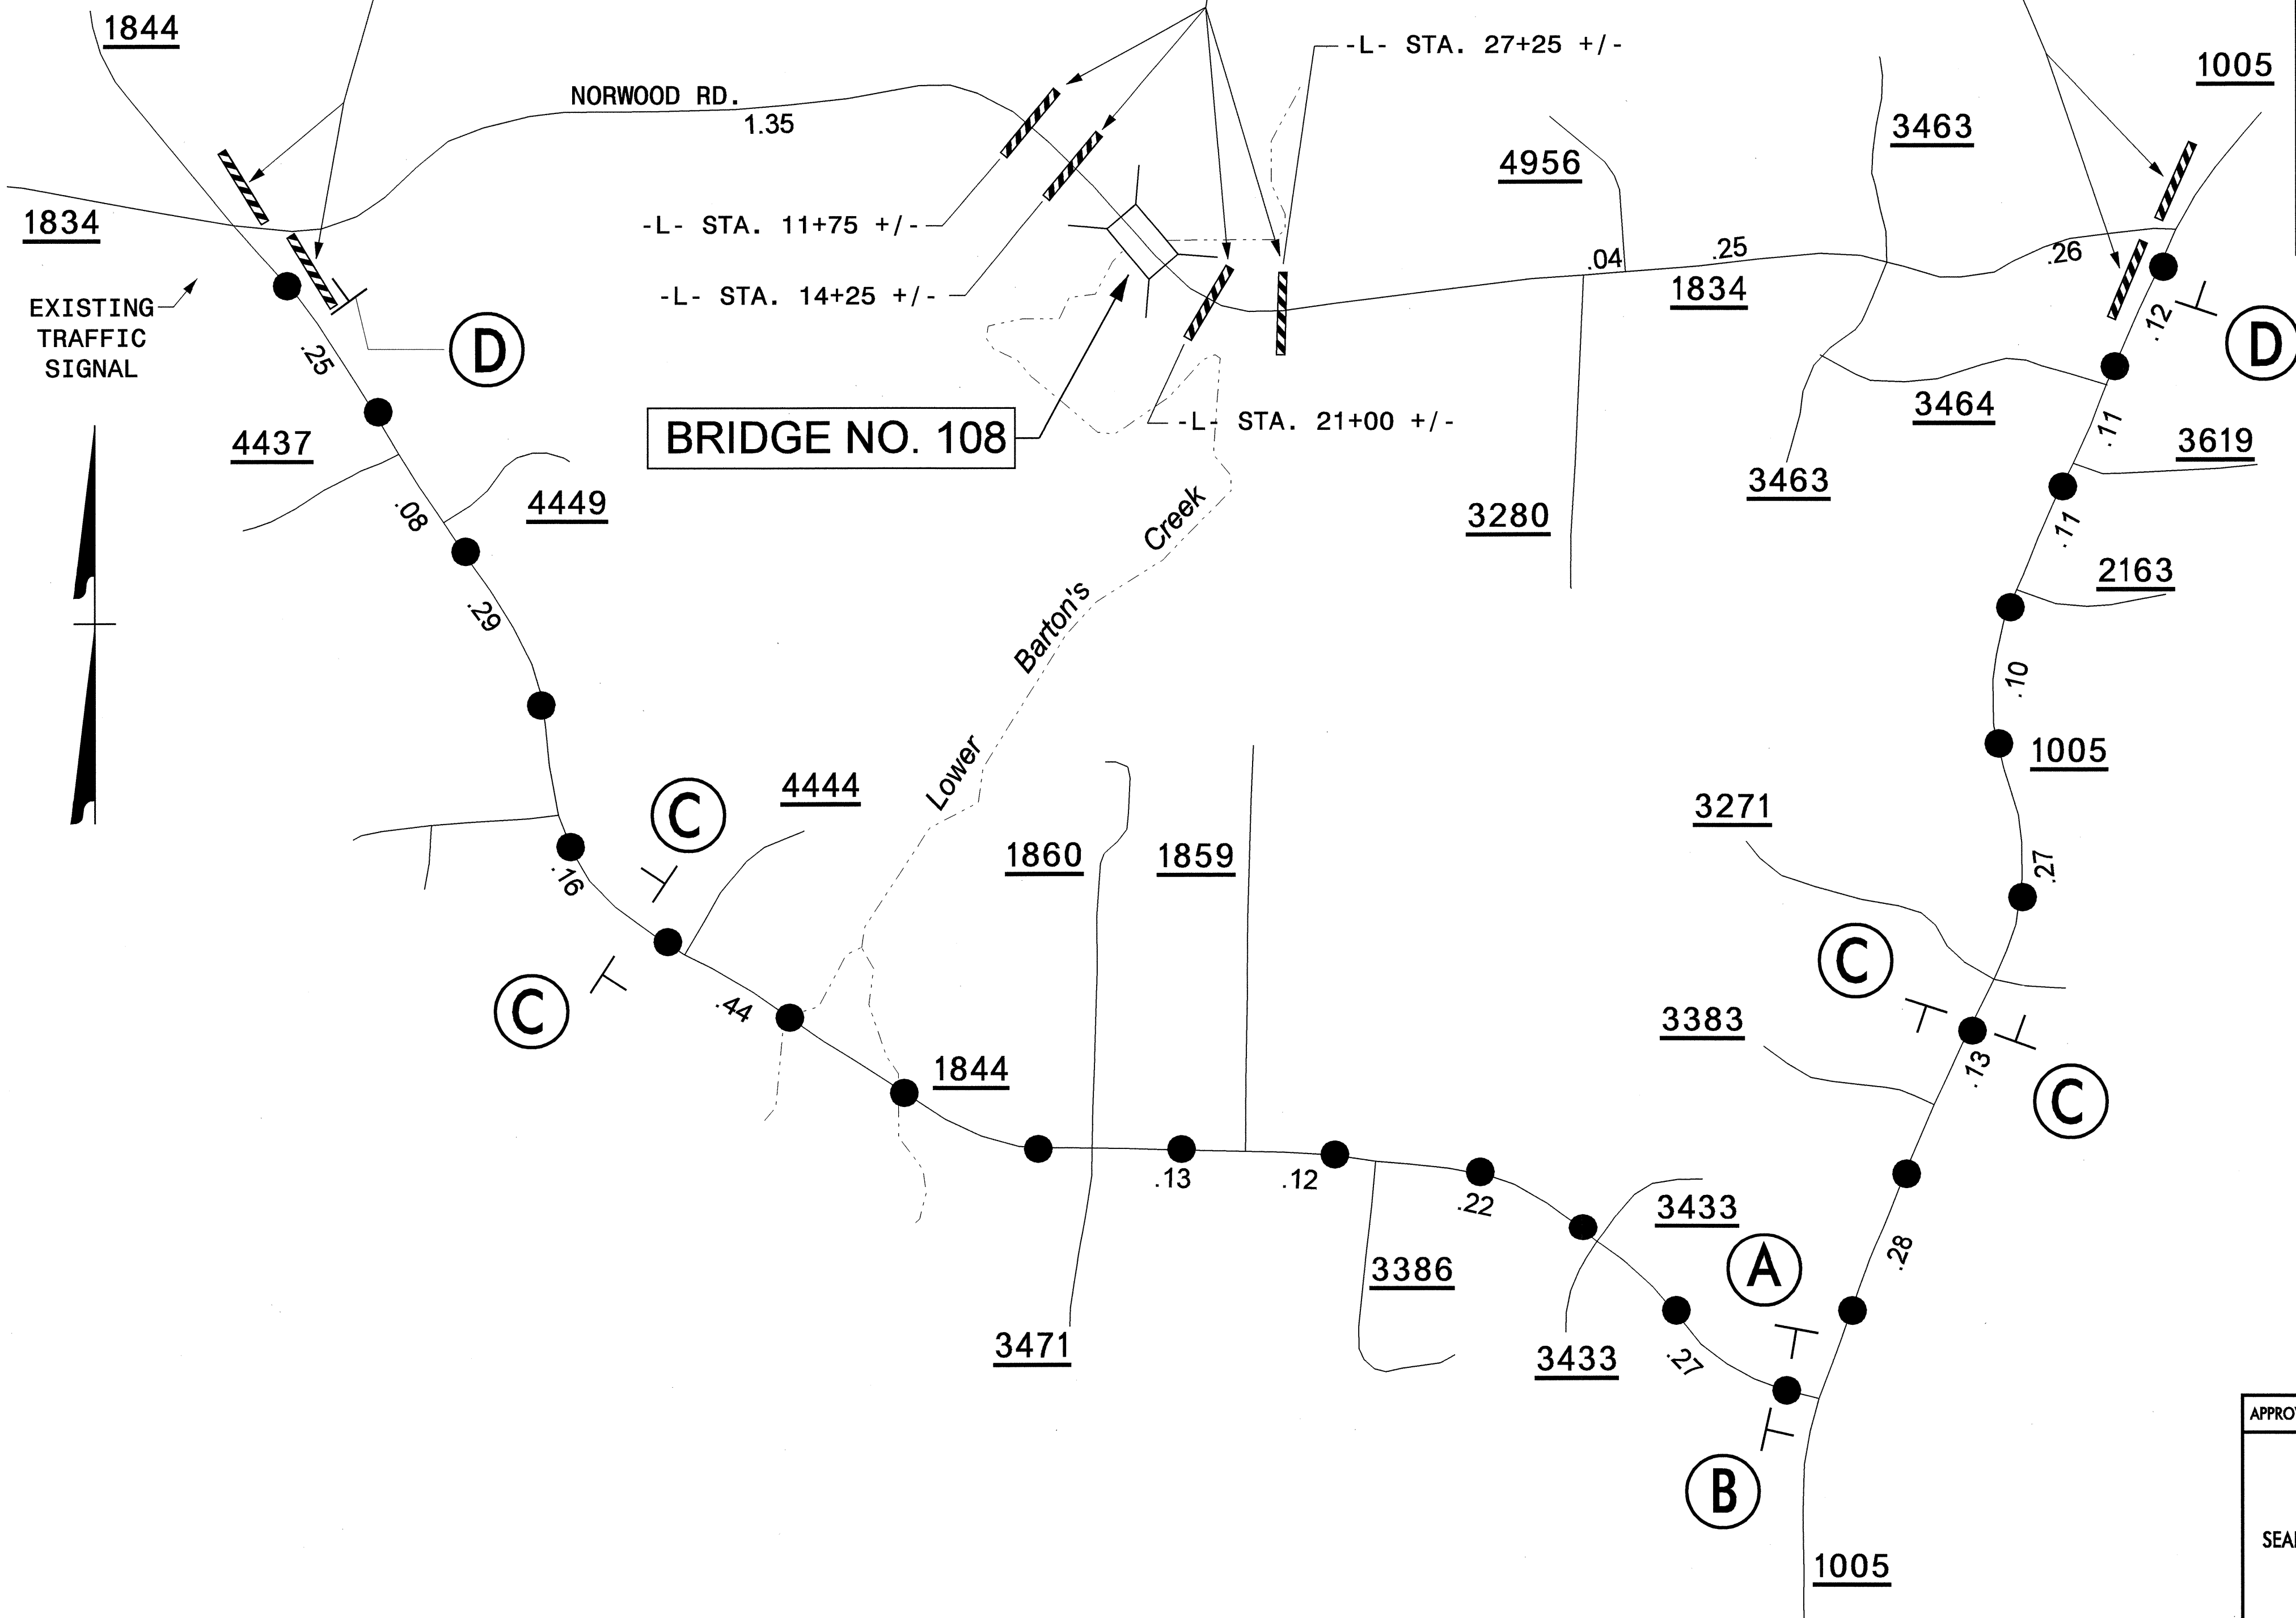 1844
-L- STA. 27+25 +/-
1005
NORWOOD RD.
1.35
3463
4956
1834
-L- STA. 11+75 +/-
.04
.25
.26
1834
-L- STA. 14+25 +/-
EXISTING
TRAFFIC
SIGNAL
.12
D
D
.25
3464
-L- STA. 21+00 +/-
.11
BRIDGE NO. 108
4437
3619
3463
4449
.08
3280
.11
Creek
2163
.29
Barton's
.10
1005
Lower
4444
C
3271
1860
1859
.27
.16
C
C
.44
3383
1844
.13
C
.13
.12
.22
3433
.28
3386
A
3471
3433
.27
B
APPROV
SEAL
1005